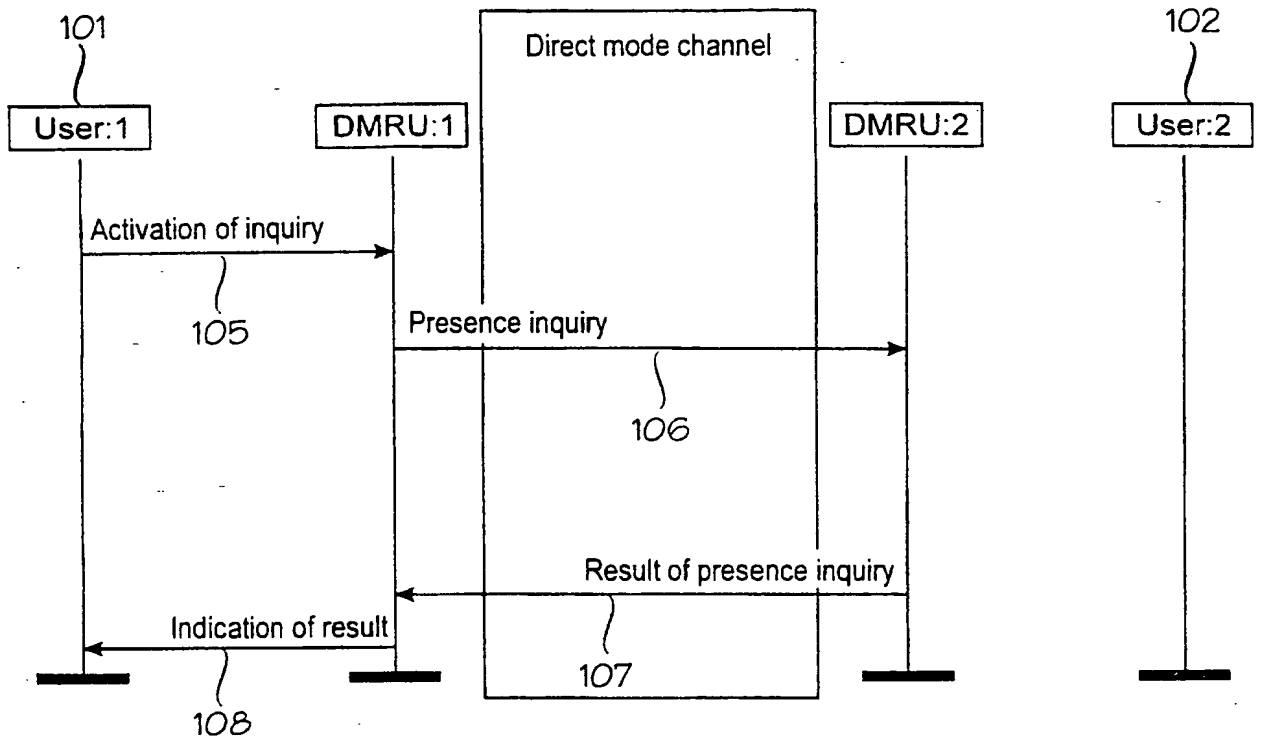 101
102
Direct mode channel
User:1
DMRU:1
DMRU:2
User:2
Activation of inquiry
105
Presence inquiry
106
Result of presence inquiry
107
Indication of result
108